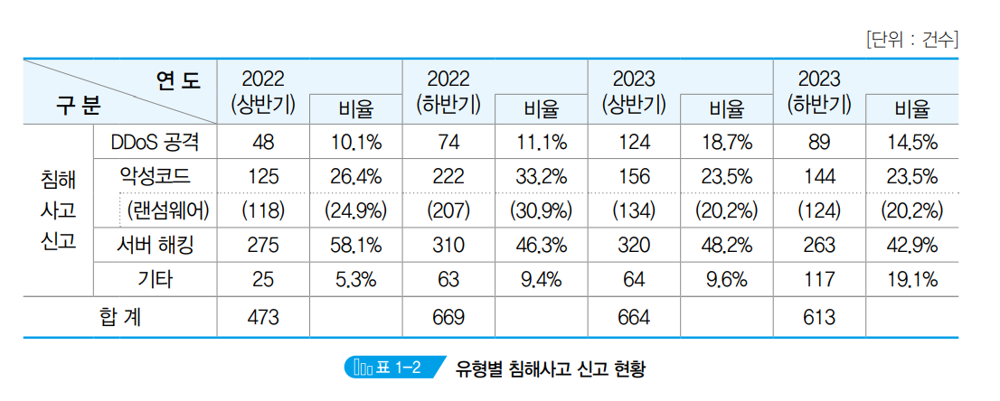 [단위 : 건수]
구 분 연 도 2022 (상반기) 비율 2022 (하반기) 비율 2023 (상반기) 비율 2023 (하반기) 비율
침해 사고 신고
DDoS 공격 48 10.1% 74 11.1% 124 18.7% 89 14.5%
악성코드 125 26.4% 222 33.2% 156 23.5% 144 23.5%
(랜섬웨어) (118) (24.9%) (207) (30.9%) (134) (20.2%) (124) (20.2%)
서버 해킹 275 58.1% 310 46.3% 320 48.2% 263 42.9%
기타 25 5.3% 63 9.4% 64 9.6% 117 19.1%
합 계 473 669 664 613
표 1-2 유형별 침해사고 신고 현황